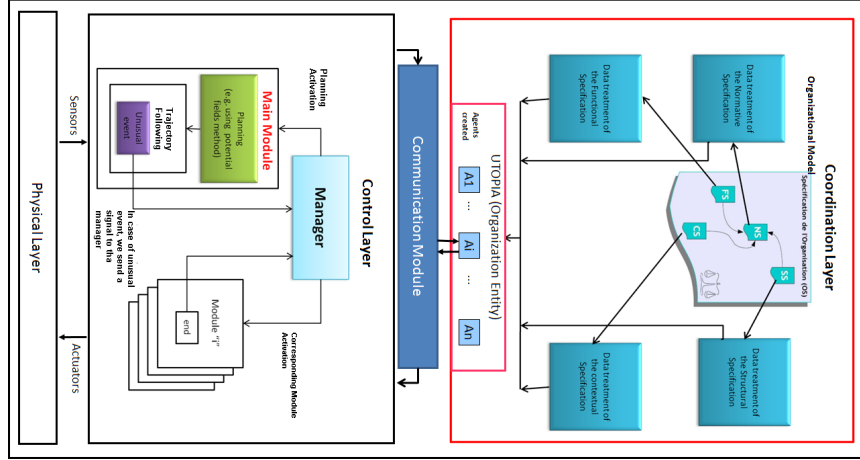 Coordination Layer
Organizational Model
Spécification de l'Organisation (OS)
FS
NS
CS
SS
Data treatment of
the Functional
Specification
Data treatment of
the Normative
Specification
Data treatment of
the contextual
Specification
Data treatment of
the Structural
Specification
UTOPIA (Organization Entity)
Agents
created
A1
...
Ai
...
An
Communication Module
Control Layer
Planning
Activation
Main Module
Planning
(e.g. using potential
fields method)
Trajectory
Following
Unusual
event
Manager
In case of unusual
event, we send a
signal to tha
manager
Module "i"
end
Corresponding Module
Activation
Sensors
Actuators
Physical Layer